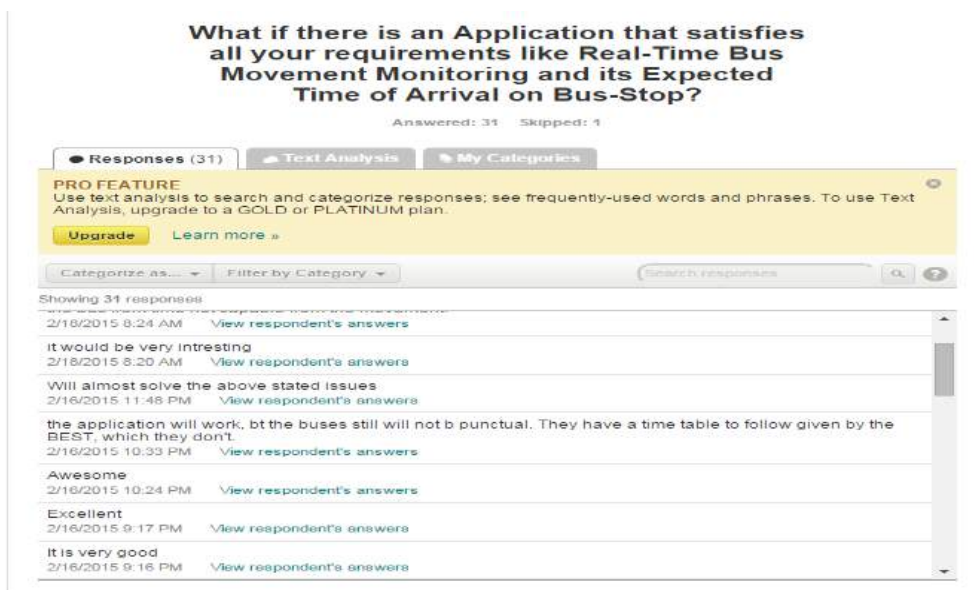 What if there is an Application that satisfies
all your requirements like Real-Time Bus
Movement Monitoring and its Expected
Time of Arrival on Bus-Stop?
Answered: 31 Skipped: 1
Responses (31) Text Analysis My Categories
PRO FEATURE
Use text analysis to search and categorize responses; see frequently-used words and phrases. To use Text
Analysis, upgrade to a GOLD or PLATINUM plan.
Upgrade Learn more »
Categorize as... Filter by Category Search responses
Showing 31 responses
2/18/2015 8:24 AM View respondent's answers
it would be very intresting
2/18/2015 8:20 AM View respondent's answers
Will almost solve the above stated issues
2/16/2015 11:48 PM View respondent's answers
the application will work, bt the buses still will not b punctual. They have a time table to follow given by the
BEST, which they don't.
2/16/2015 10:33 PM View respondent's answers
Awesome
2/16/2015 10:24 PM View respondent's answers
Excellent
2/16/2015 9:17 PM View respondent's answers
It is very good
2/16/2015 9:16 PM View respondent's answers